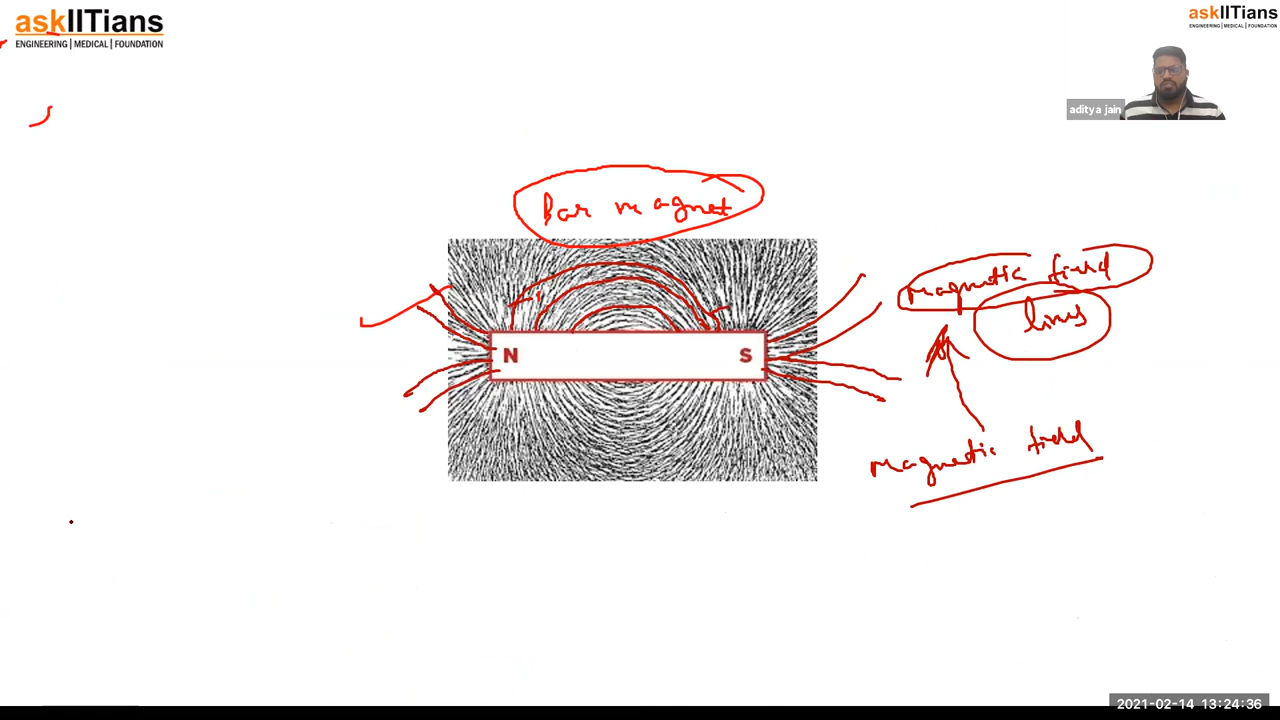 askIITians
ENGINEERING | MEDICAL | FOUNDATION
askIITians
ENGINEERING | MEDICAL | FOUNDATION
aditya jain
Bar magnet
magnetic field
lines
N S
magnetic field
2021-02-14 13:24:36